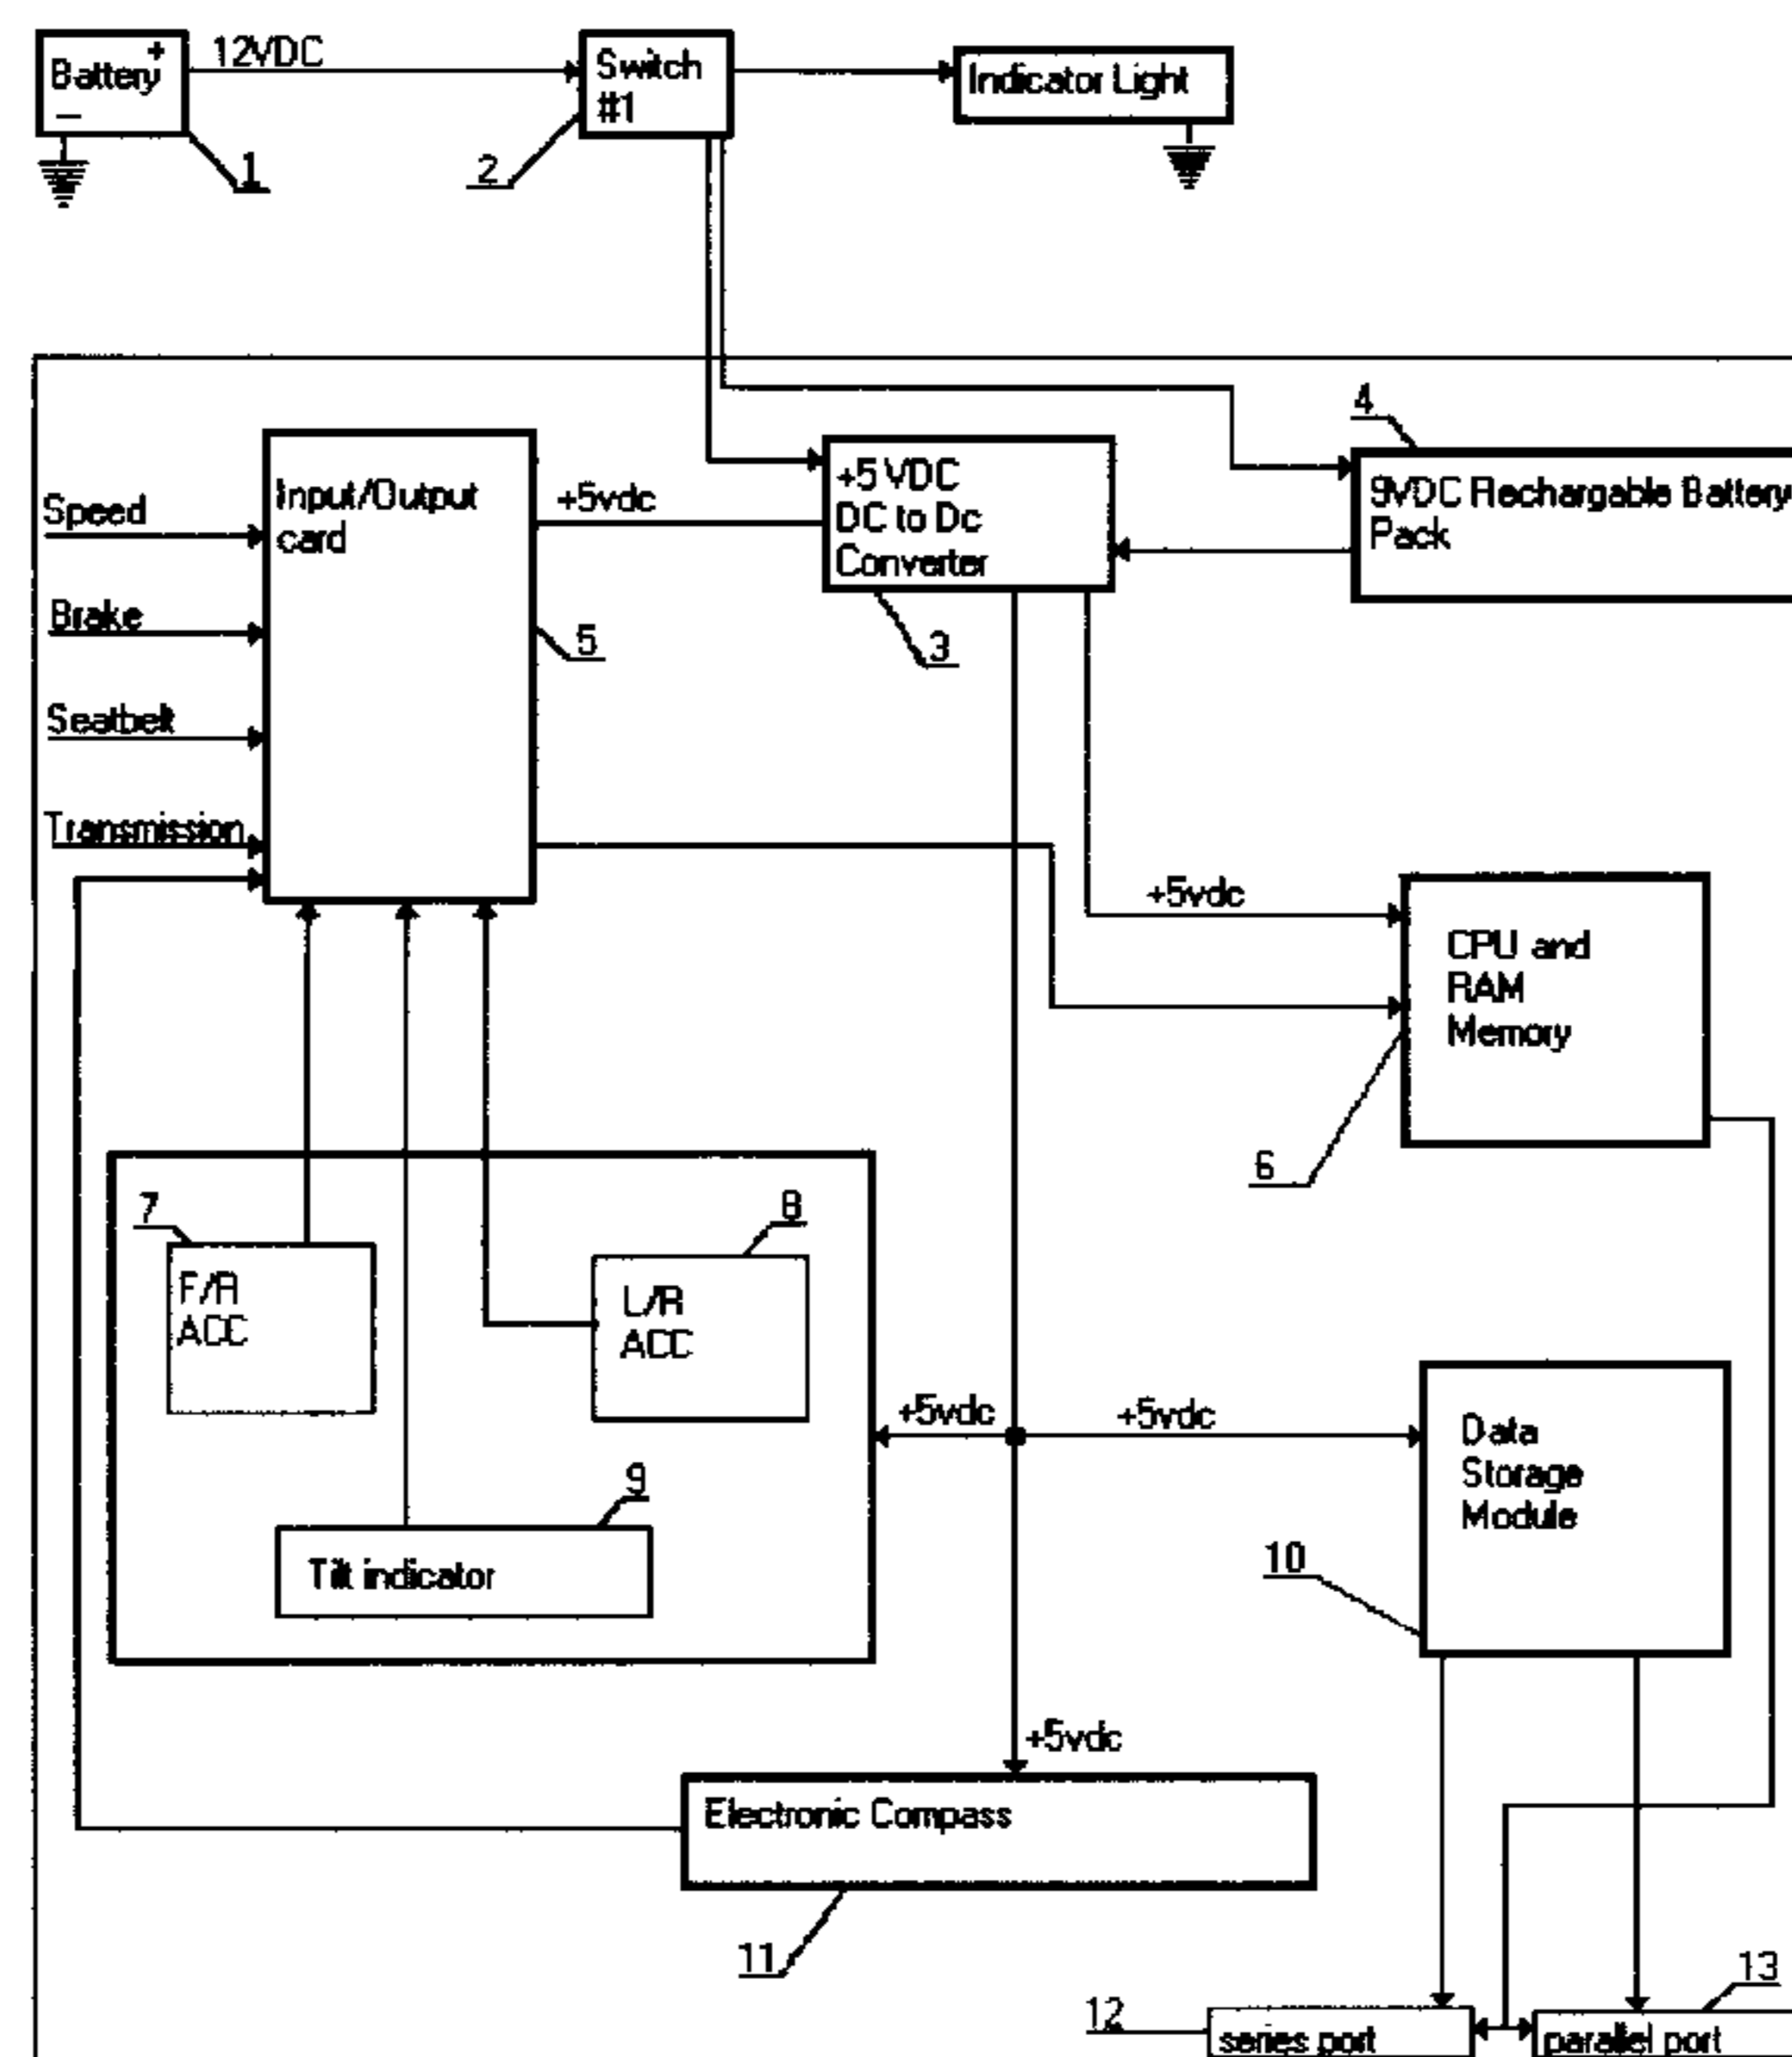 Battery +
−
12VDC
Switch
#1
Indicator Light
1
2
4
Input/Output
card
Speed
Brake
Seatbelt
Transmission
+5vdc
5
+5 VDC
DC to Dc
Converter
3
9VDC Rechargable Battery
Pack
+5vdc
CPU and
RAM
Memory
6
7
F/R
ACC
8
L/R
ACC
9
Tilt indicator
+5vdc
+5vdc
Data
Storage
Module
10
+5vdc
Electronic Compass
11
12
series port
13
parallel port